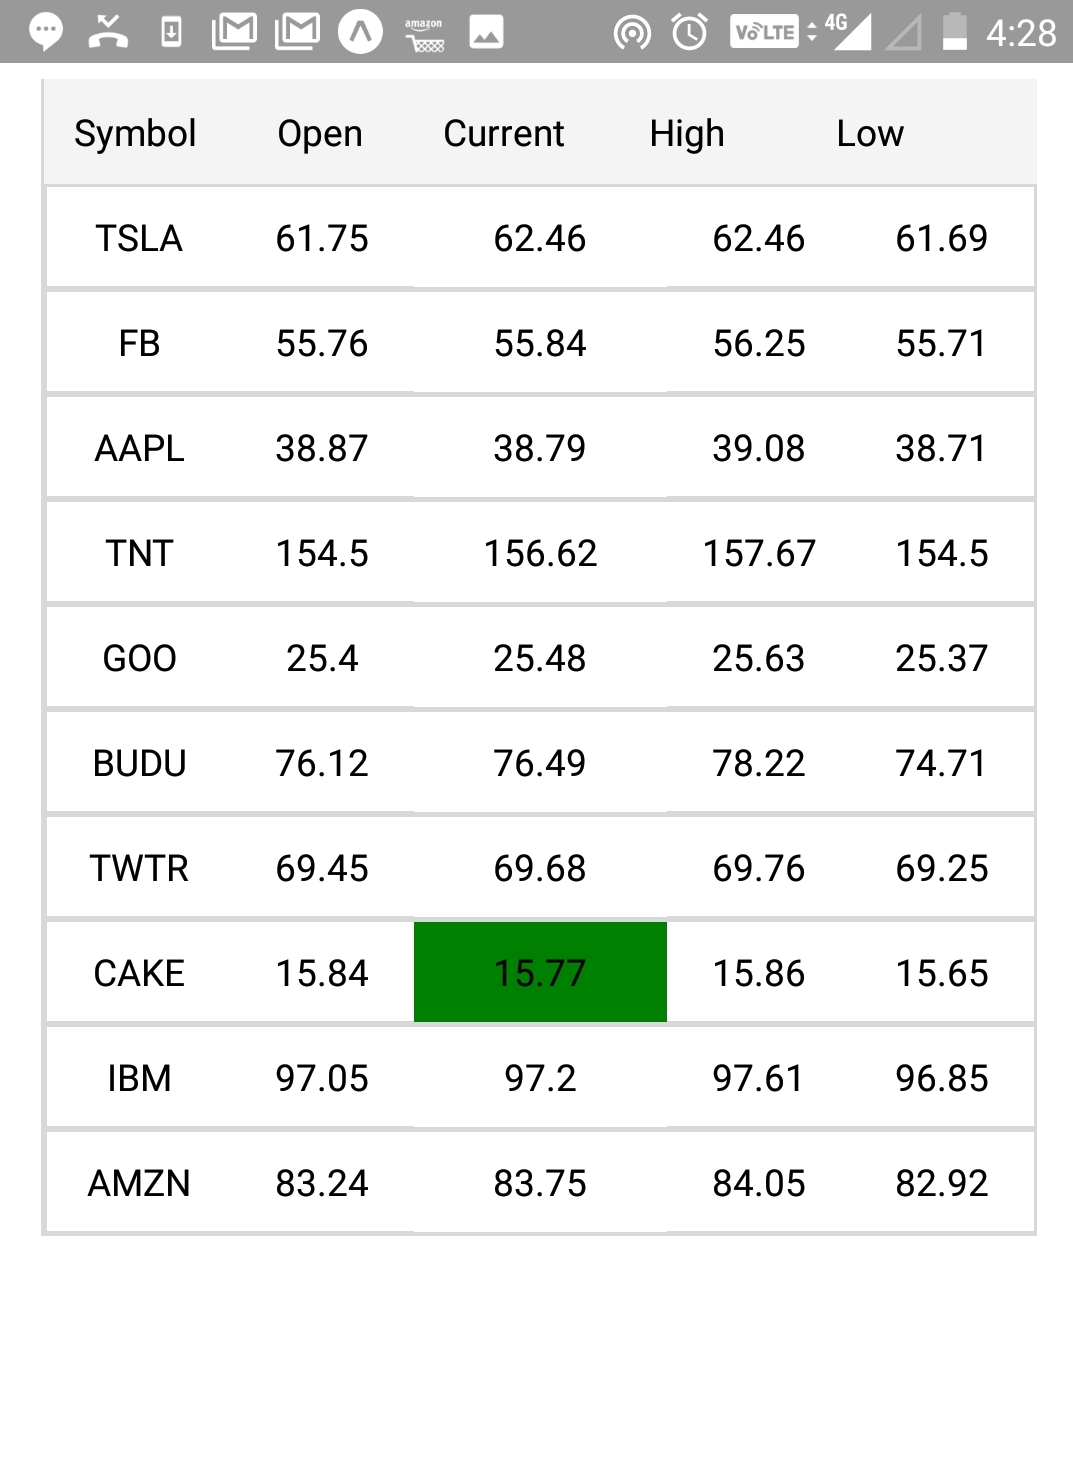 amazon VoLTE 4G 4:28
Symbol Open Current High Low
TSLA 61.75 62.46 62.46 61.69
FB 55.76 55.84 56.25 55.71
AAPL 38.87 38.79 39.08 38.71
TNT 154.5 156.62 157.67 154.5
GOO 25.4 25.48 25.63 25.37
BUDU 76.12 76.49 78.22 74.71
TWTR 69.45 69.68 69.76 69.25
CAKE 15.84 15.77 15.86 15.65
IBM 97.05 97.2 97.61 96.85
AMZN 83.24 83.75 84.05 82.92